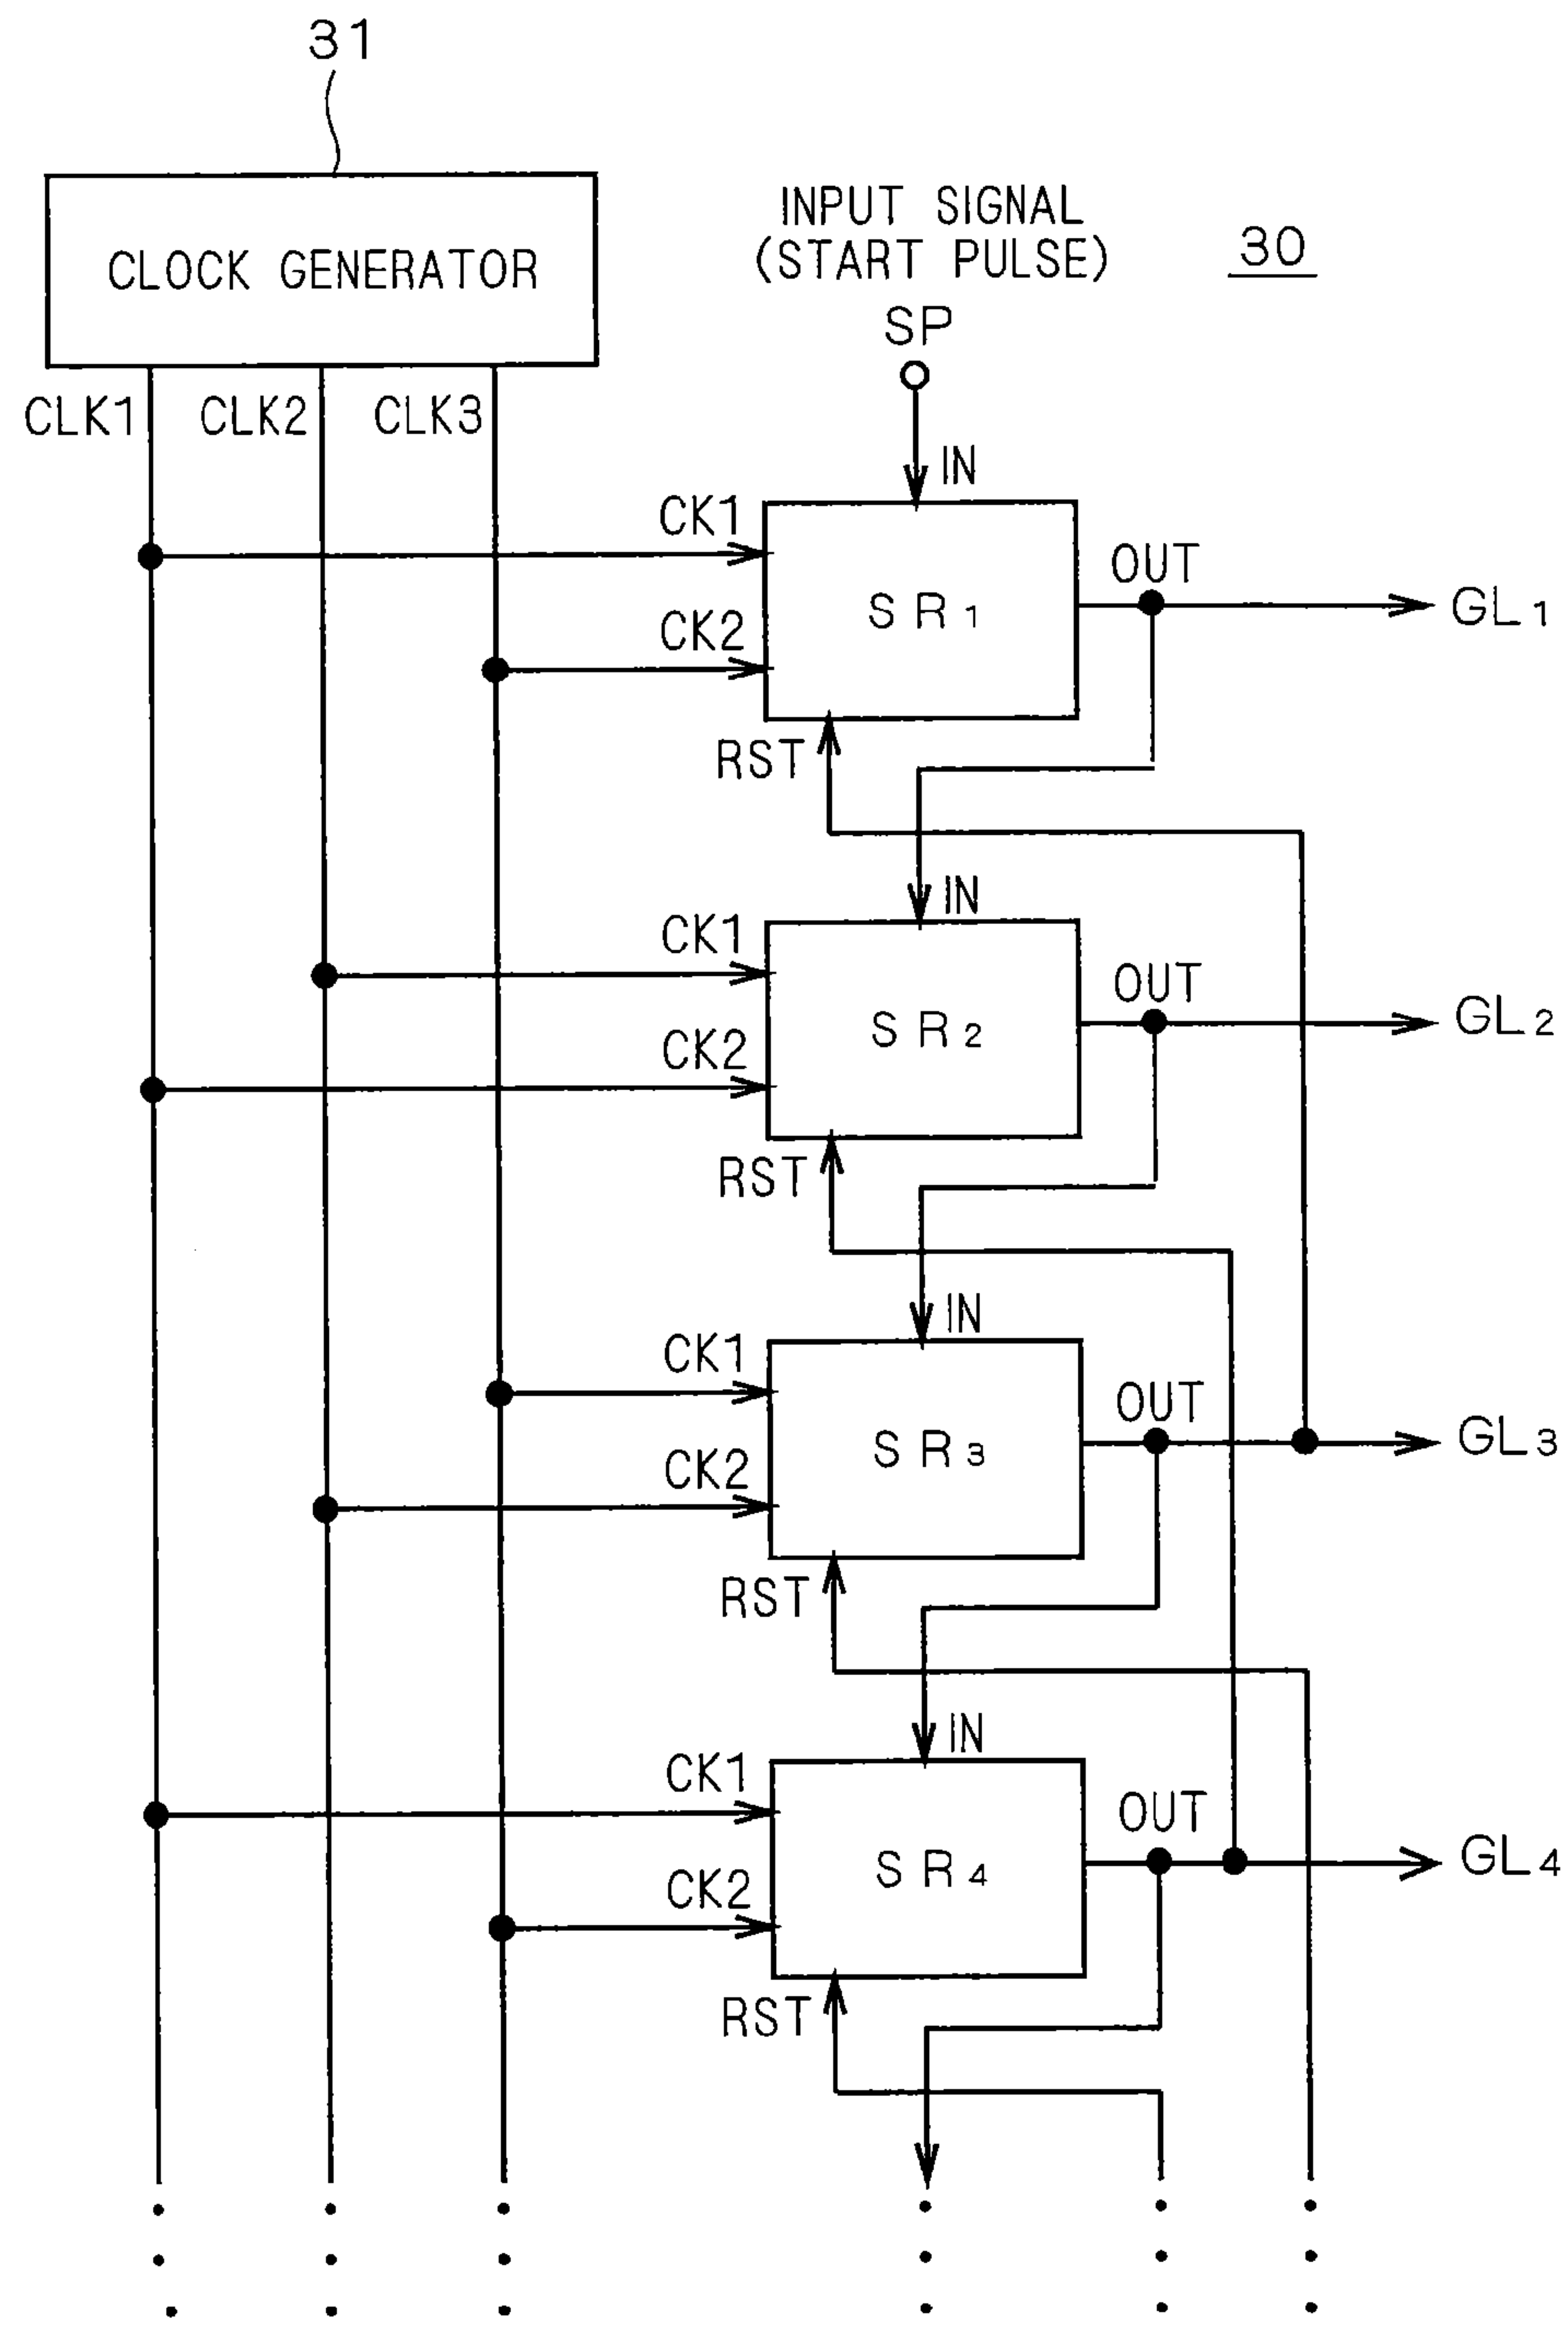 31
CLOCK GENERATOR
INPUT SIGNAL
(START PULSE)
30
SP
CLK1 CLK2 CLK3
IN
CK1
OUT
SR1
GL1
CK2
RST
IN
CK1
OUT
SR2
GL2
CK2
RST
IN
CK1
OUT
SR3
GL3
CK2
RST
IN
CK1
OUT
SR4
GL4
CK2
RST